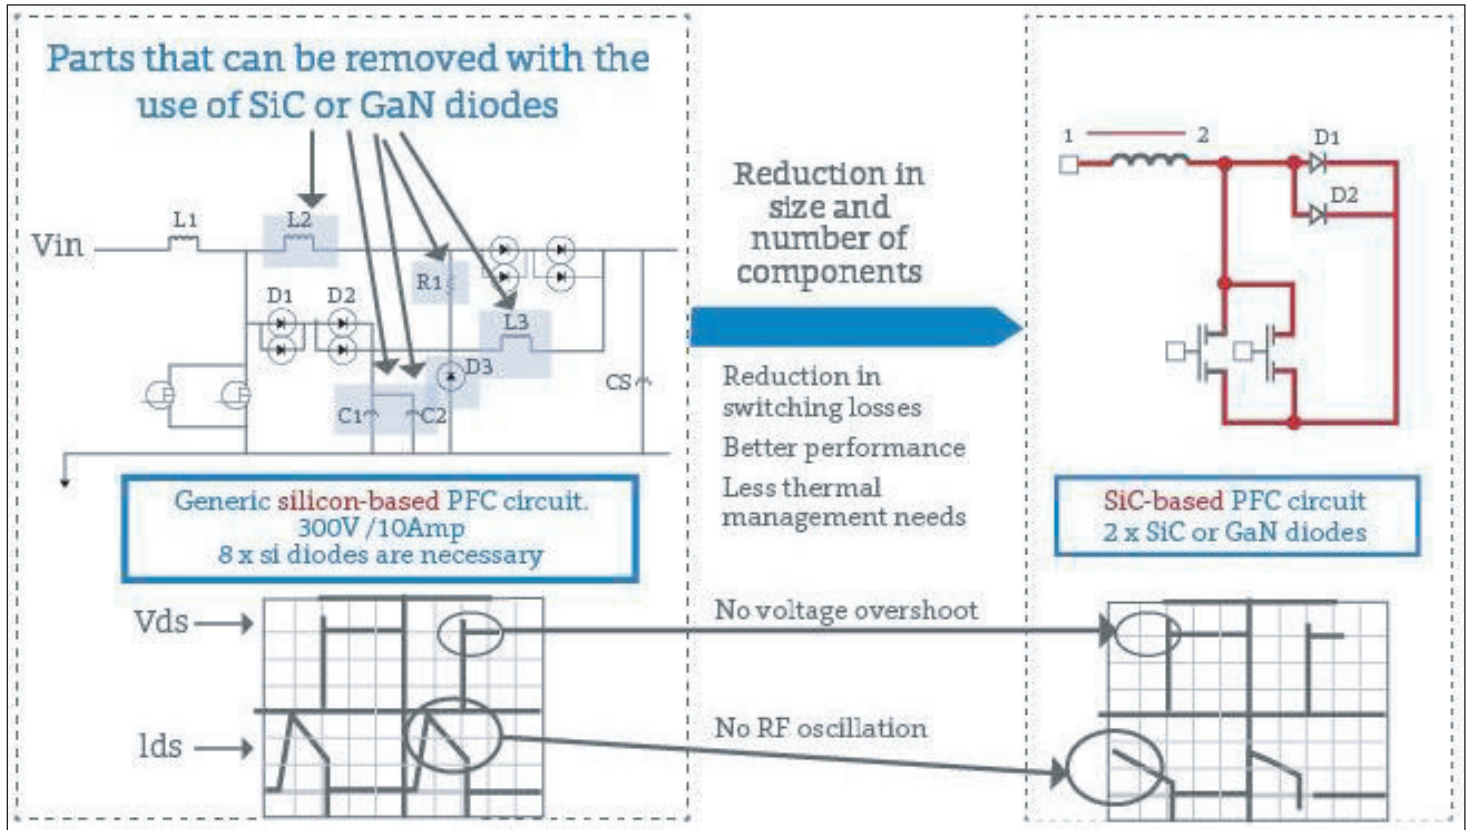 Parts that can be removed with the
use of SiC or GaN diodes
Vin
L1
L2
R1
D1
D2
L3
D3
C1
C2
CS
Generic silicon-based PFC circuit.
300V /10Amp
8 x si diodes are necessary
Vds
Ids
Reduction in
size and
number of
components
Reduction in
switching losses
Better performance
Less thermal
management needs
No voltage overshoot
No RF oscillation
1
2
D1
D2
SiC-based PFC circuit
2 x SiC or GaN diodes